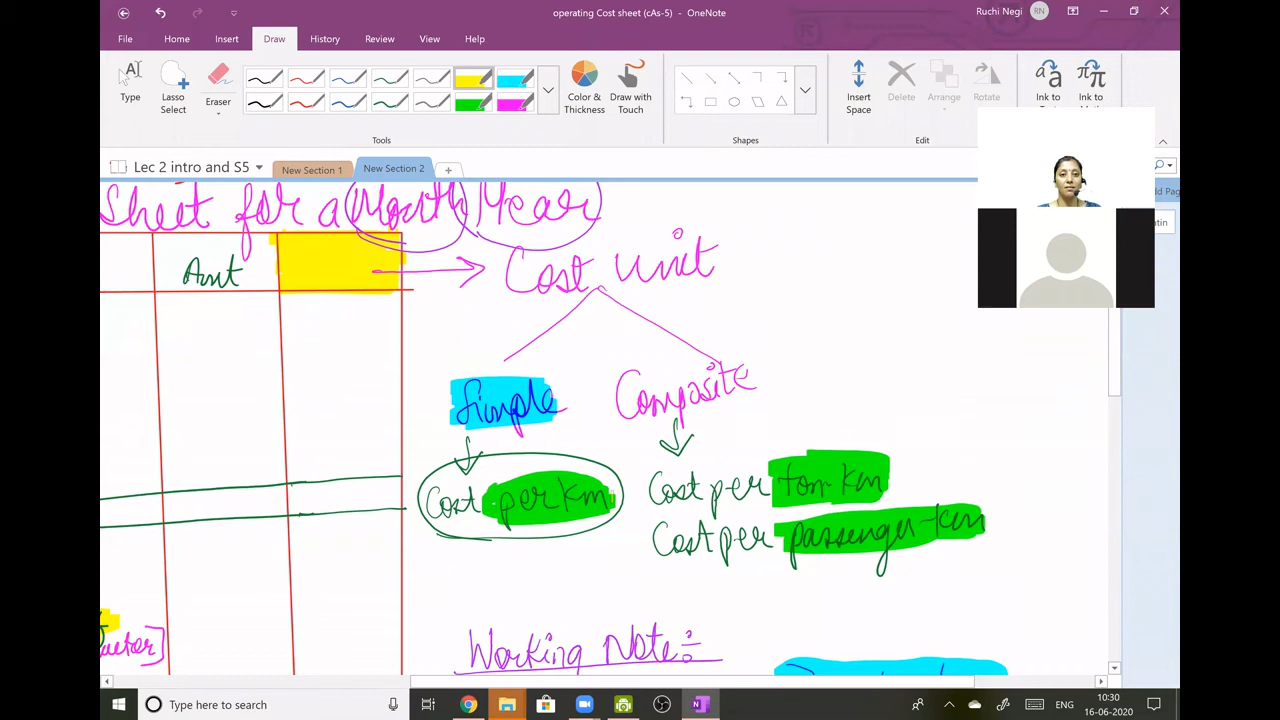 operating Cost sheet (cAs-5) - OneNote
Ruchi Negi
RN
File
Home
Insert
Draw
History
Review
View
Help
Type
Lasso
Select
Eraser
Color &
Thickness
Draw with
Touch
Insert
Space
Delete
Arrange
Rotate
Ink to
Ink to
Tools
Shapes
Edit
Lec 2 intro and S5
New Section 1
New Section 2
Sheet for a Month/Year
Amt
Cost unit
Simple
Composite
Cost per km
Cost per ton-km
Cost per passenger-km
Working Note:-
Type here to search
ENG
10:30
16-06-2020